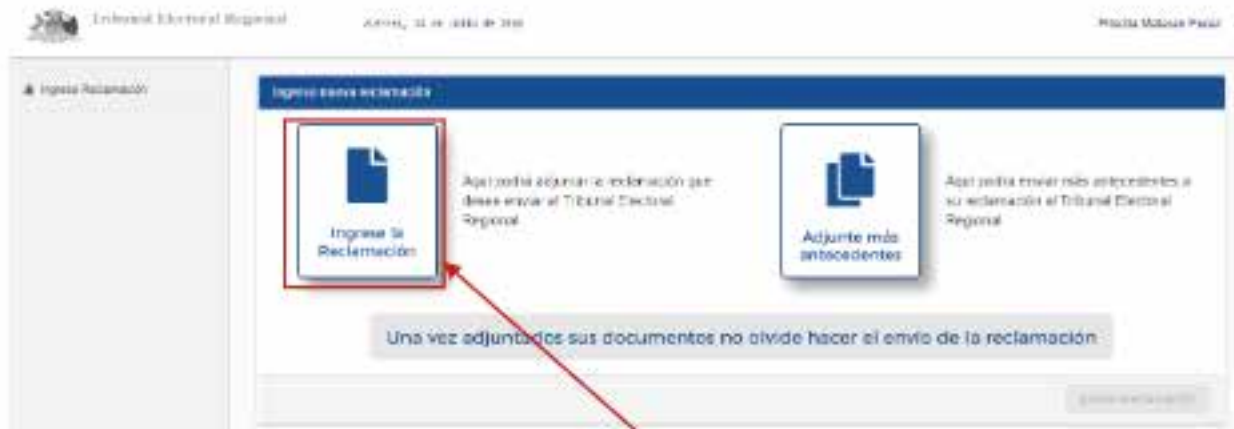 Tribunal Electoral Regional
de
Ingreso Reclamación
Ingreso nueva reclamación
Ingrese la
Reclamación
Aquí podrá adjuntar la reclamación que
desea enviar al Tribunal Electoral
Regional
Adjunte más
antecedentes
Aquí podrá enviar más antecedentes a
su reclamación al Tribunal Electoral
Regional
Una vez adjuntados sus documentos no olvide hacer el envío de la reclamación